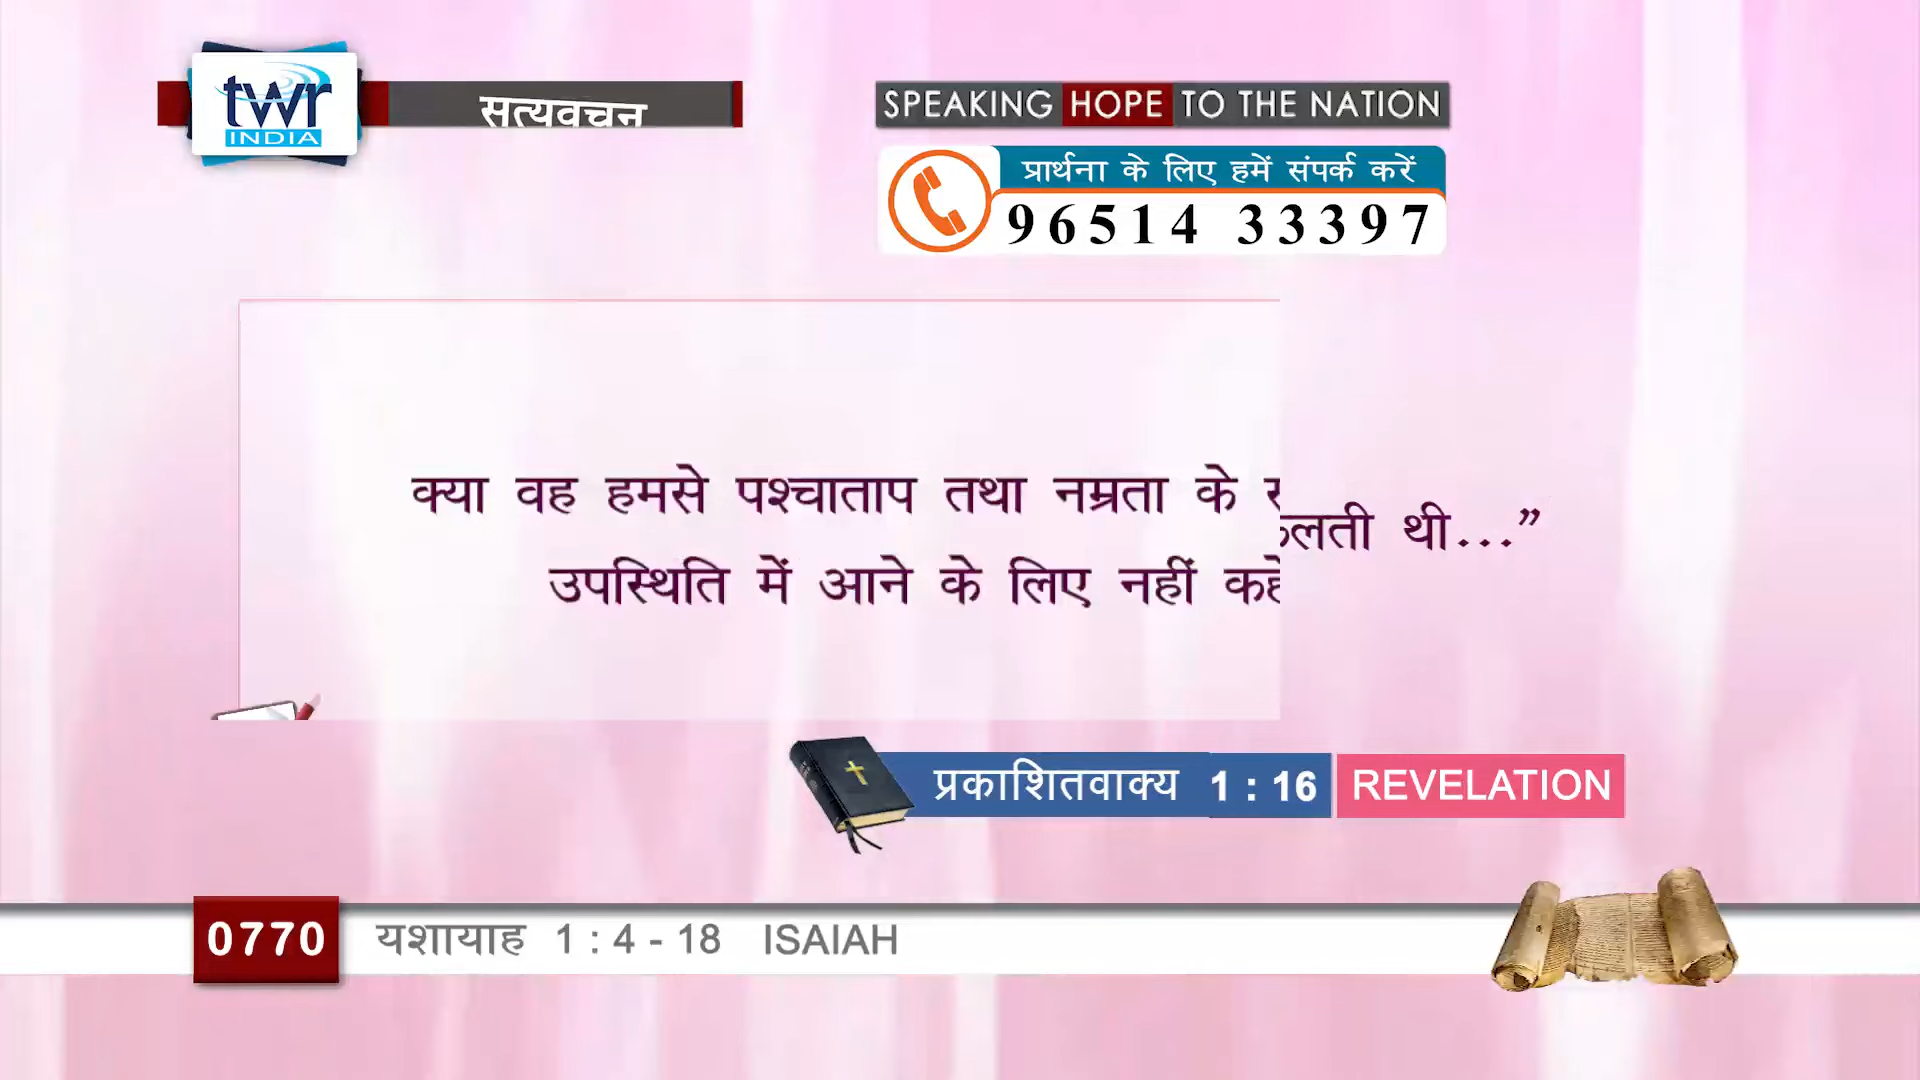 twr
INDIA
सत्यवचन
SPEAKING HOPE TO THE NATION
प्रार्थना के लिए हमें संपर्क करें
96514 33397
क्या वह हमसे पश्चाताप तथा नम्रता के
थी...”
उपस्थिति में आने के लिए नहीं
प्रकाशितवाक्य 1 : 16 REVELATION
0770 यशायाह 1 : 4 - 18 ISAIAH